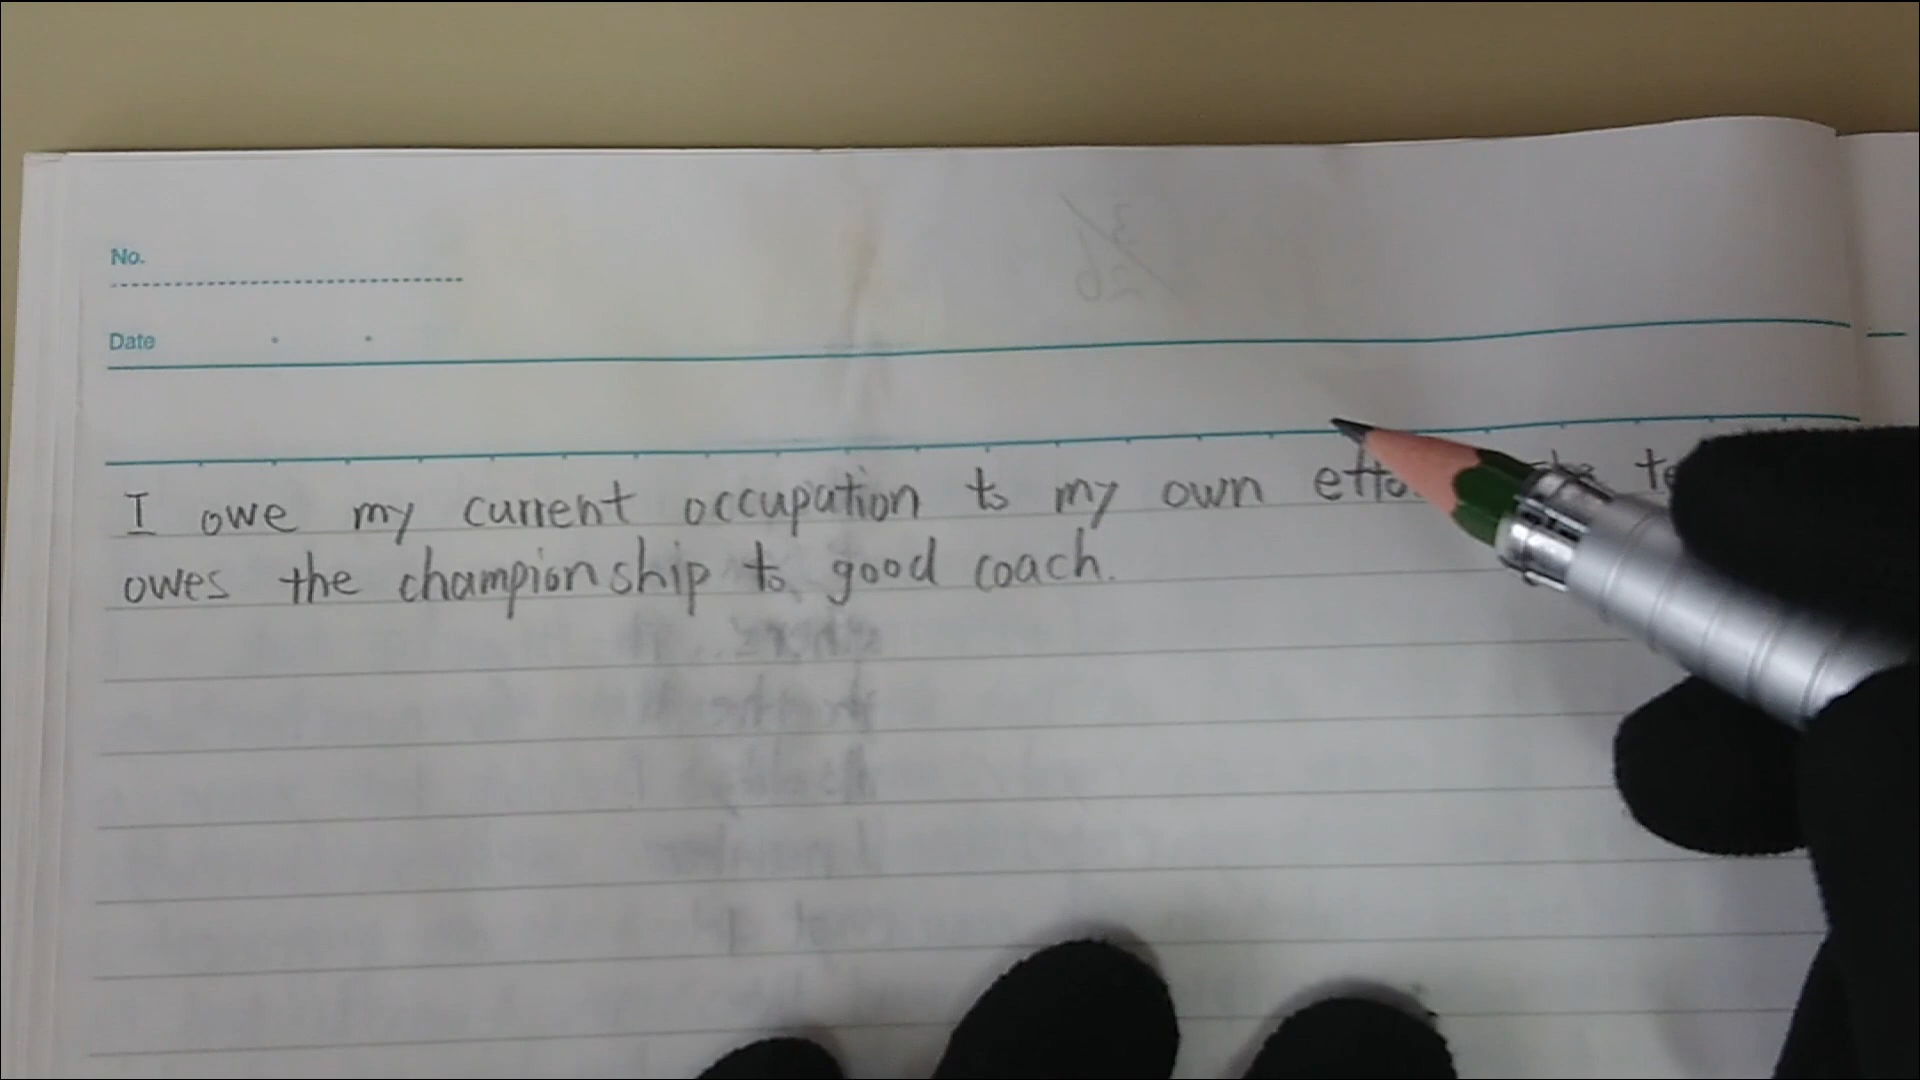 No.
Date
I owe my current occupation to my own
owes the championship to good coach.